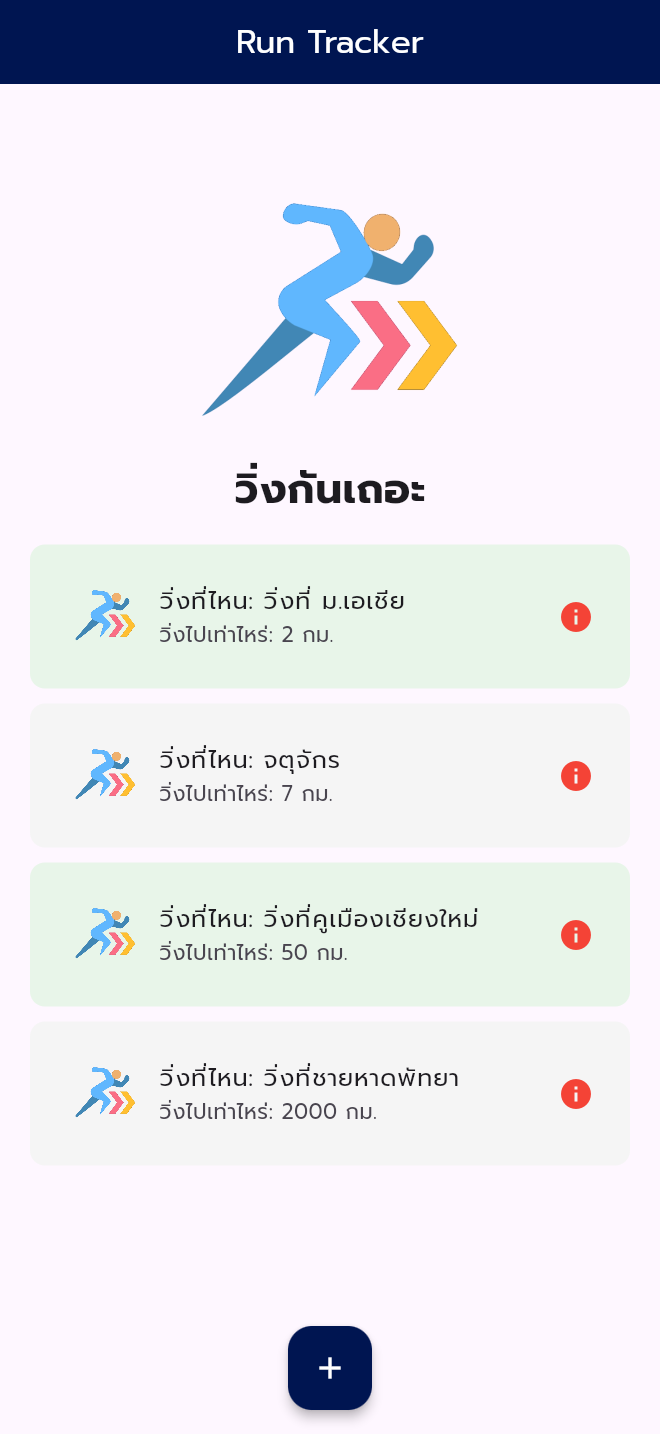 Run Tracker
วิ่งกันเถอะ
วิ่งที่ไหน: วิ่งที่ ม.เอเชีย
วิ่งไปเท่าไหร่: 2 กม.
วิ่งที่ไหน: จตุจักร
วิ่งไปเท่าไหร่: 7 กม.
วิ่งที่ไหน: วิ่งที่คูเมืองเชียงใหม่
วิ่งไปเท่าไหร่: 50 กม.
วิ่งที่ไหน: วิ่งที่ชายหาดพัทยา
วิ่งไปเท่าไหร่: 2000 กม.